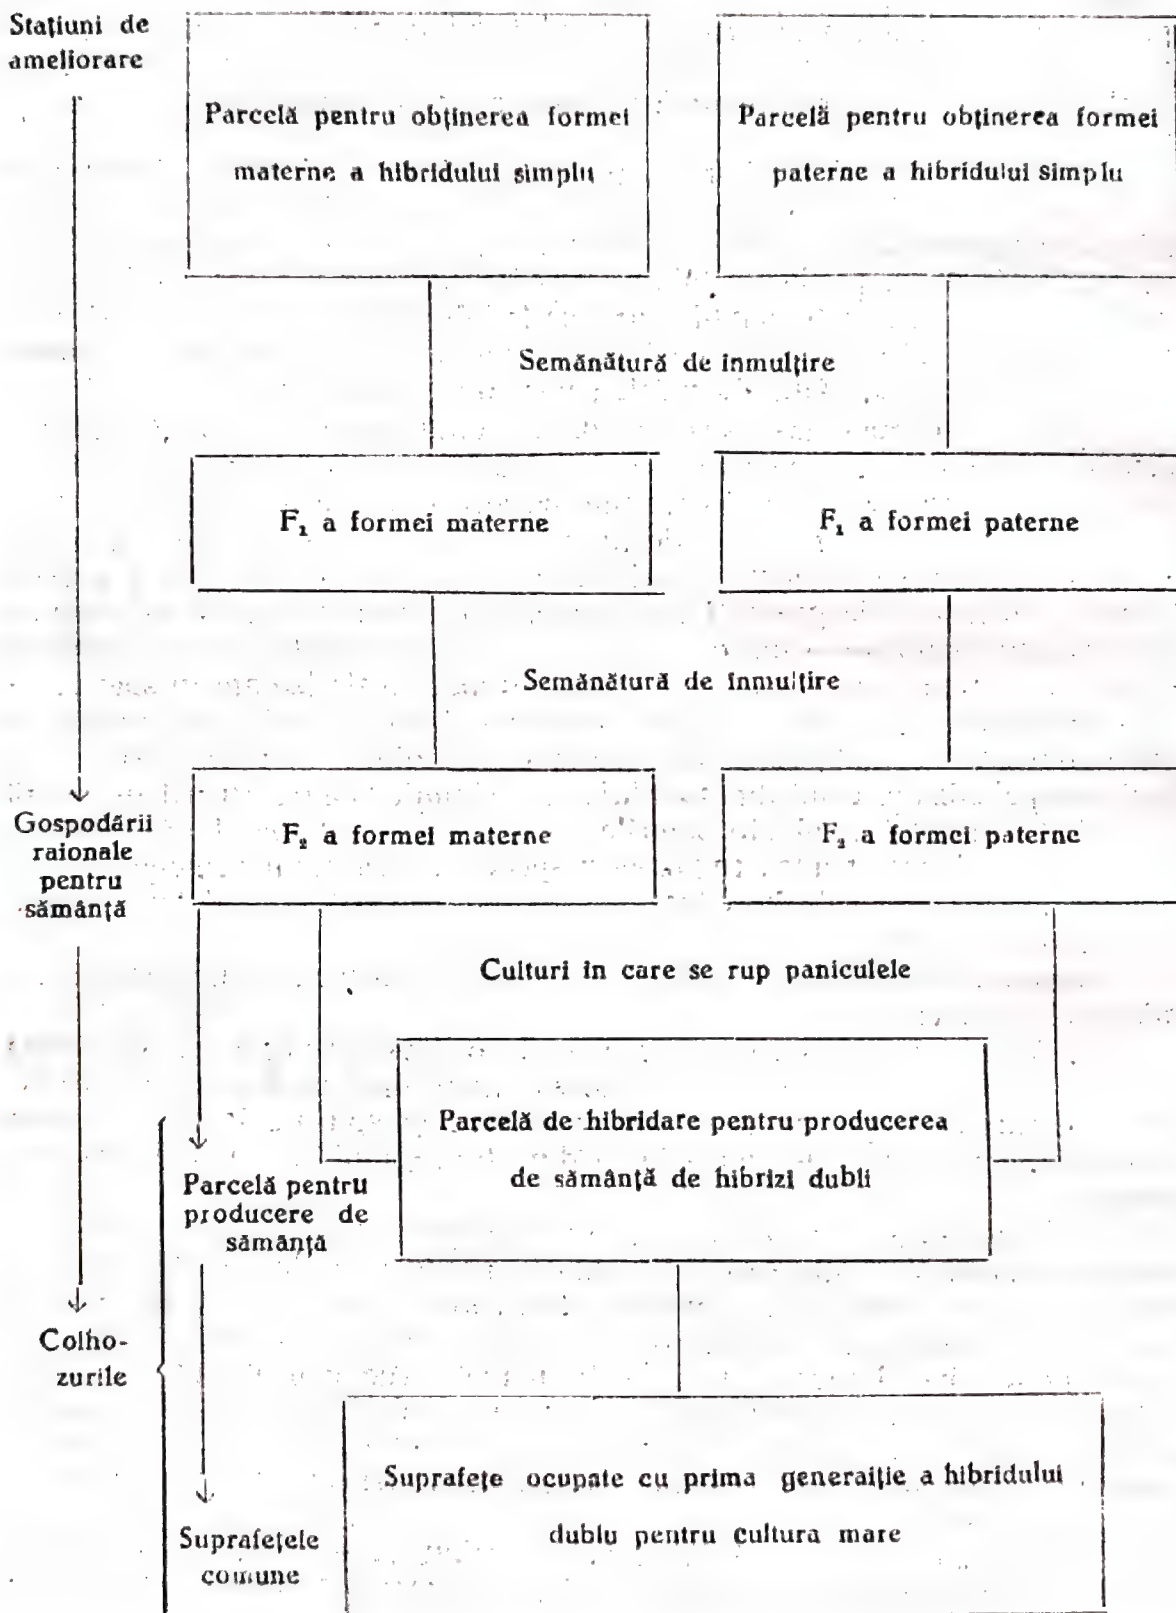 Stațiuni de
ameliorare
Parcelă pentru obținerea formei
materne a hibridului simplu
Parcelă pentru obținerea formei
paterne a hibridului simplu
Semănătură de înmulțire
F₁ a formei materne
F₁ a formei paterne
Semănătură de înmulțire
Gospodării
raionale
pentru
sămânță
F₂ a formei materne
F₂ a formei paterne
Culturi în care se rup paniculele
Parcelă de hibridare pentru producerea
de sămânță de hibrizi dubli
Parcelă pentru
producere de
sămânță
Colho-
zurile
Suprafețe ocupate cu prima generaiție a hibridului
dublu pentru cultura mare
Suprafețele
comune